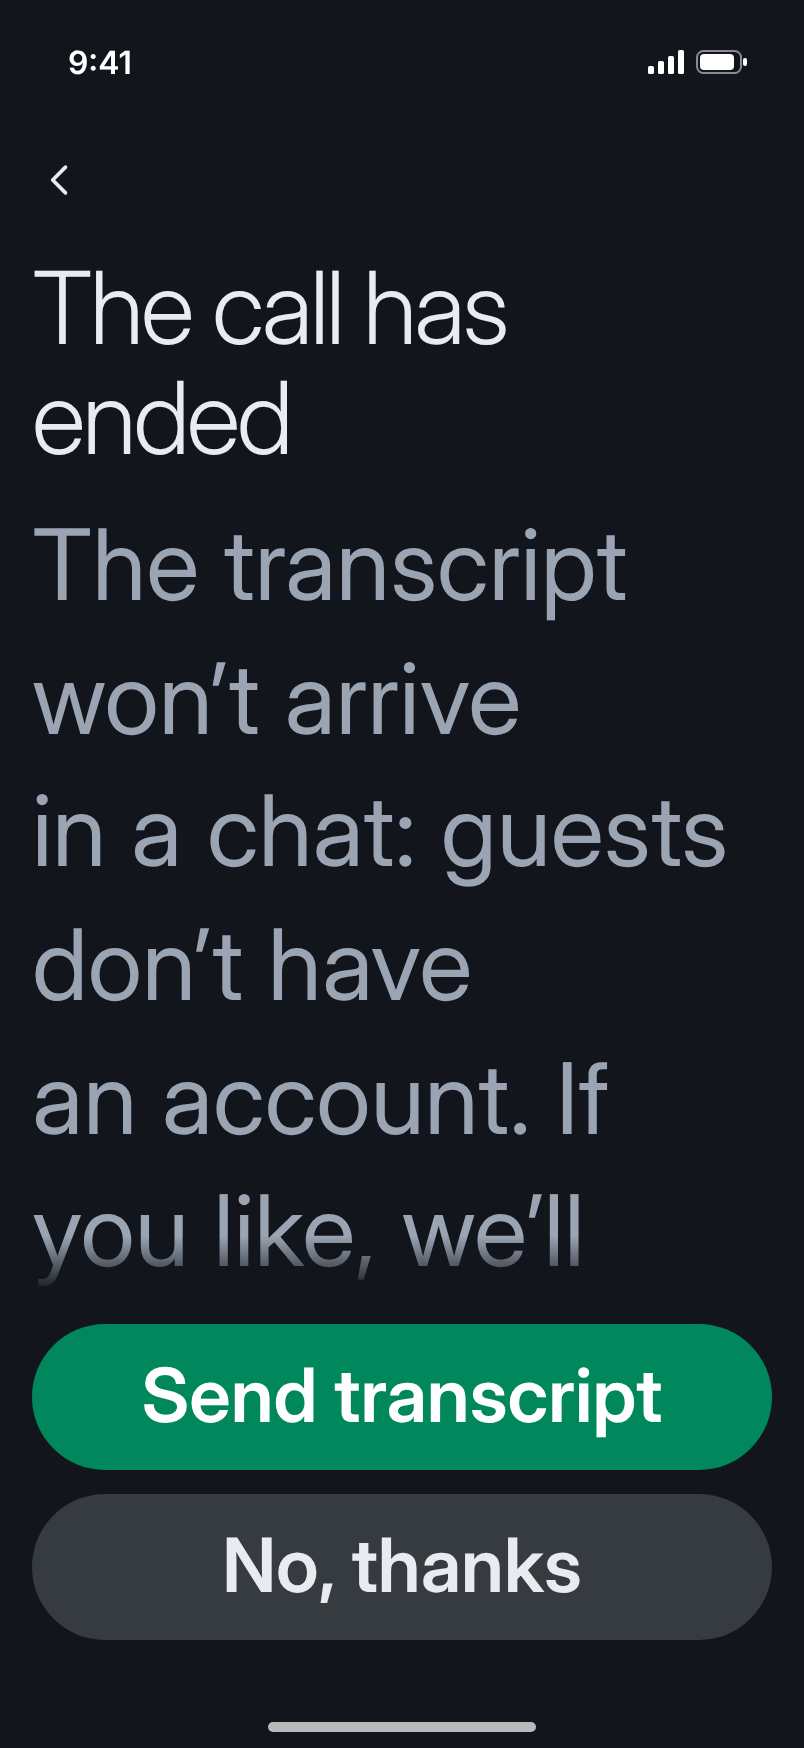 9:41
The call has
ended
The transcript
won’t arrive
in a chat: guests
don’t have
an account. If
you like, we’ll
Send transcript
No, thanks